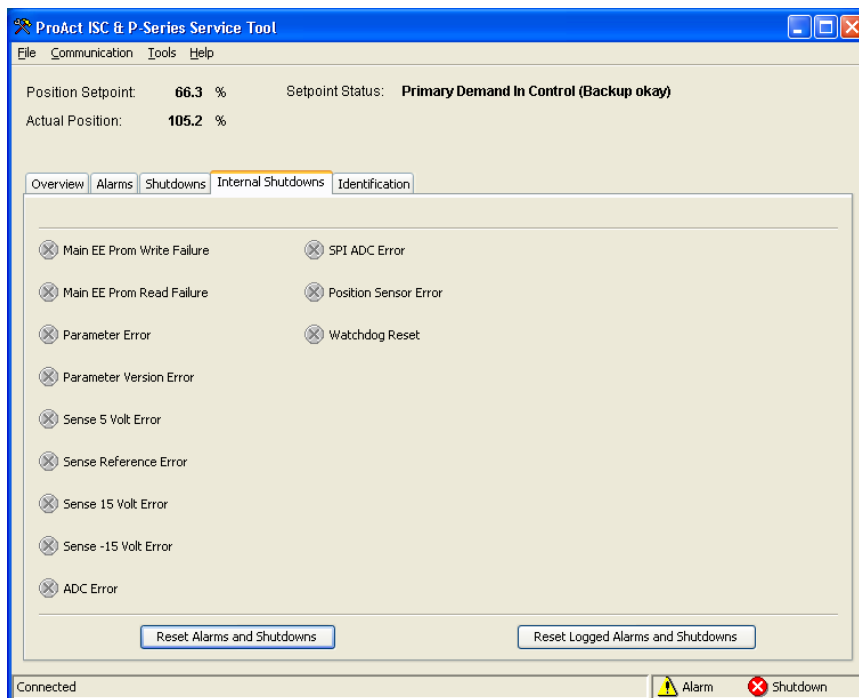 ProAct ISC & P-Series Service Tool
File Communication Tools Help
Position Setpoint: 66.3 % Setpoint Status: Primary Demand In Control (Backup okay)
Actual Position: 105.2 %
Overview Alarms Shutdowns Internal Shutdowns Identification
Main EE Prom Write Failure SPI ADC Error
Main EE Prom Read Failure Position Sensor Error
Parameter Error Watchdog Reset
Parameter Version Error
Sense 5 Volt Error
Sense Reference Error
Sense 15 Volt Error
Sense -15 Volt Error
ADC Error
Reset Alarms and Shutdowns Reset Logged Alarms and Shutdowns
Connected Alarm Shutdown